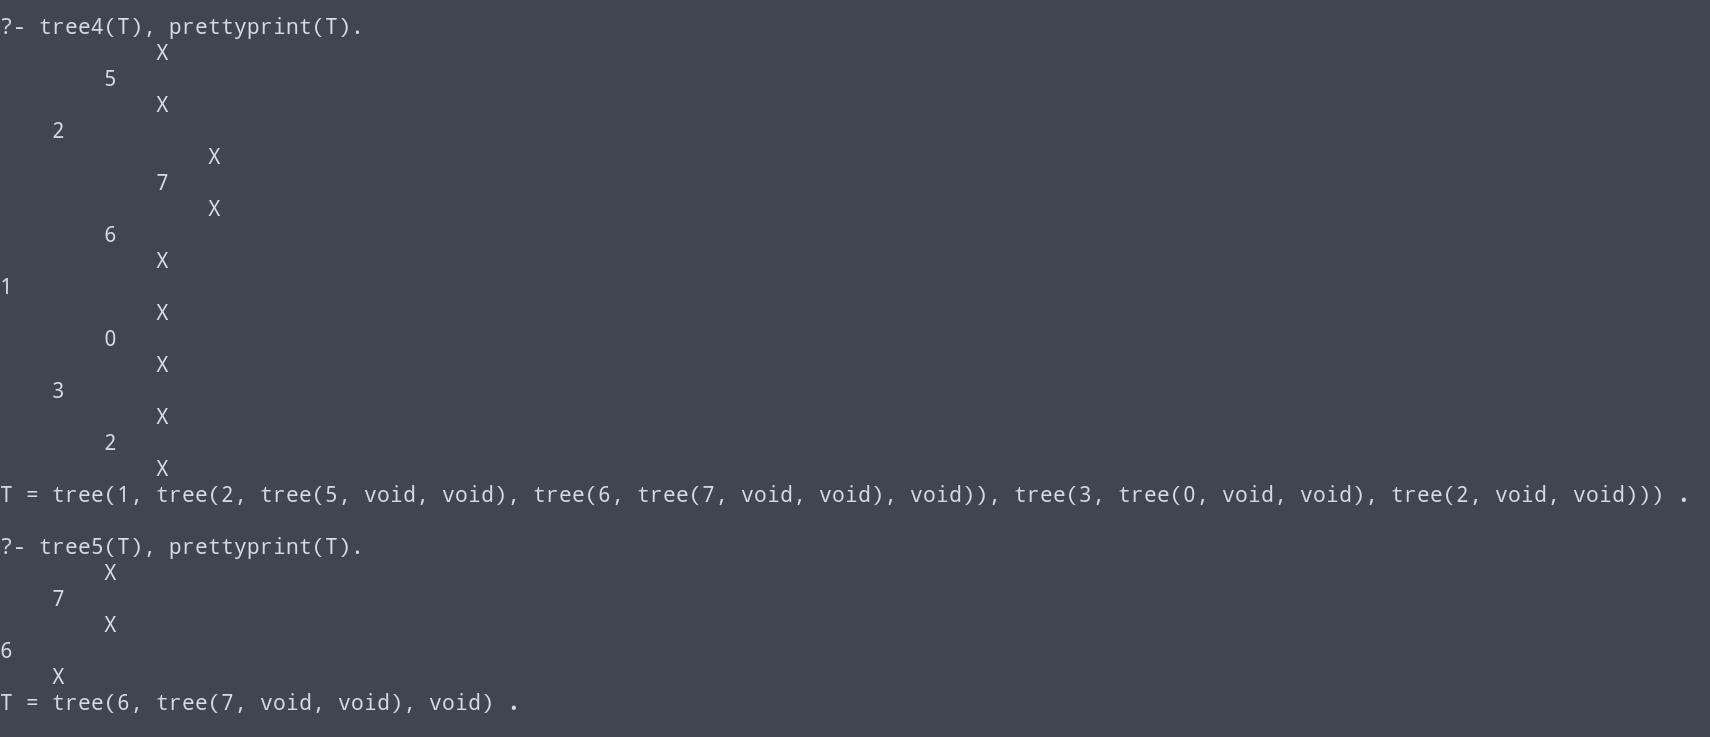 ?- tree4(T), prettyprint(T).
            X
        5
            X
    2
                X
            7
                X
        6
            X
1
            X
        0
            X
    3
            X
        2
            X
T = tree(1, tree(2, tree(5, void, void), tree(6, tree(7, void, void), void)), tree(3, tree(0, void, void), tree(2, void, void))) .
?- tree5(T), prettyprint(T).
        X
    7
        X
6
    X
T = tree(6, tree(7, void, void), void) .